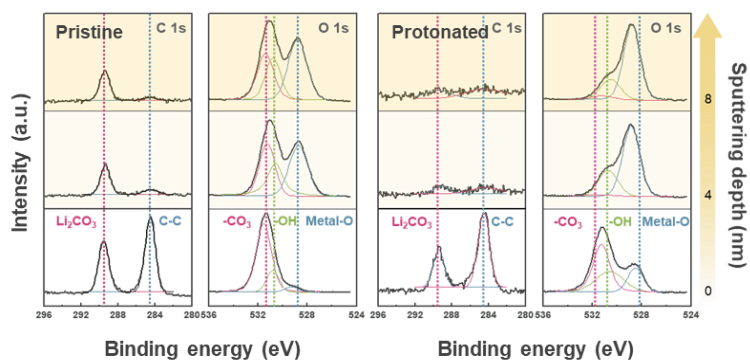 Pristine
C 1s
O 1s
Protonated
C 1s
O 1s
Li₂CO₃
C-C
-CO₃
-OH
Metal-O
Li₂CO₃
C-C
-CO₃
-OH
Metal-O
296
292
288
284
280
536
532
528
524
296
292
288
284
280
536
532
528
524
Intensity (a.u.)
Binding energy (eV)
Binding energy (eV)
8
4
0
Sputtering depth (nm)